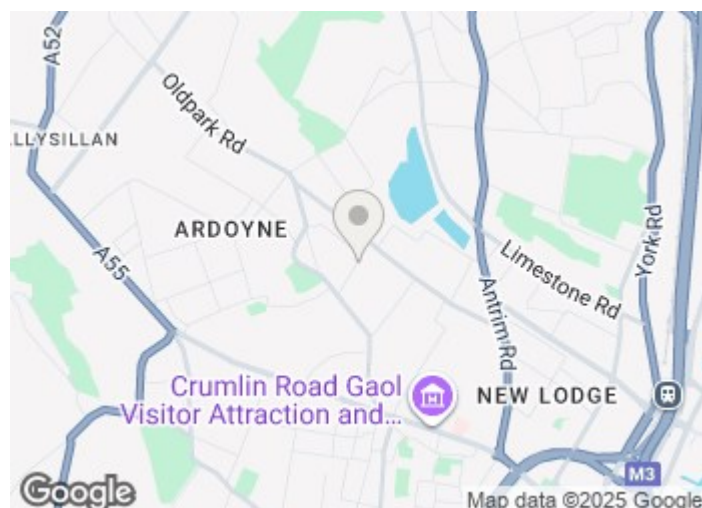 A52
Oldpark Rd
LLYSILLAN
ARDOYNE
A55
Limestone Rd
York Rd
Antrim Rd
Crumlin Road Gaol
Visitor Attraction and...
NEW LODGE
M3
Google
Map data ©2025 Google